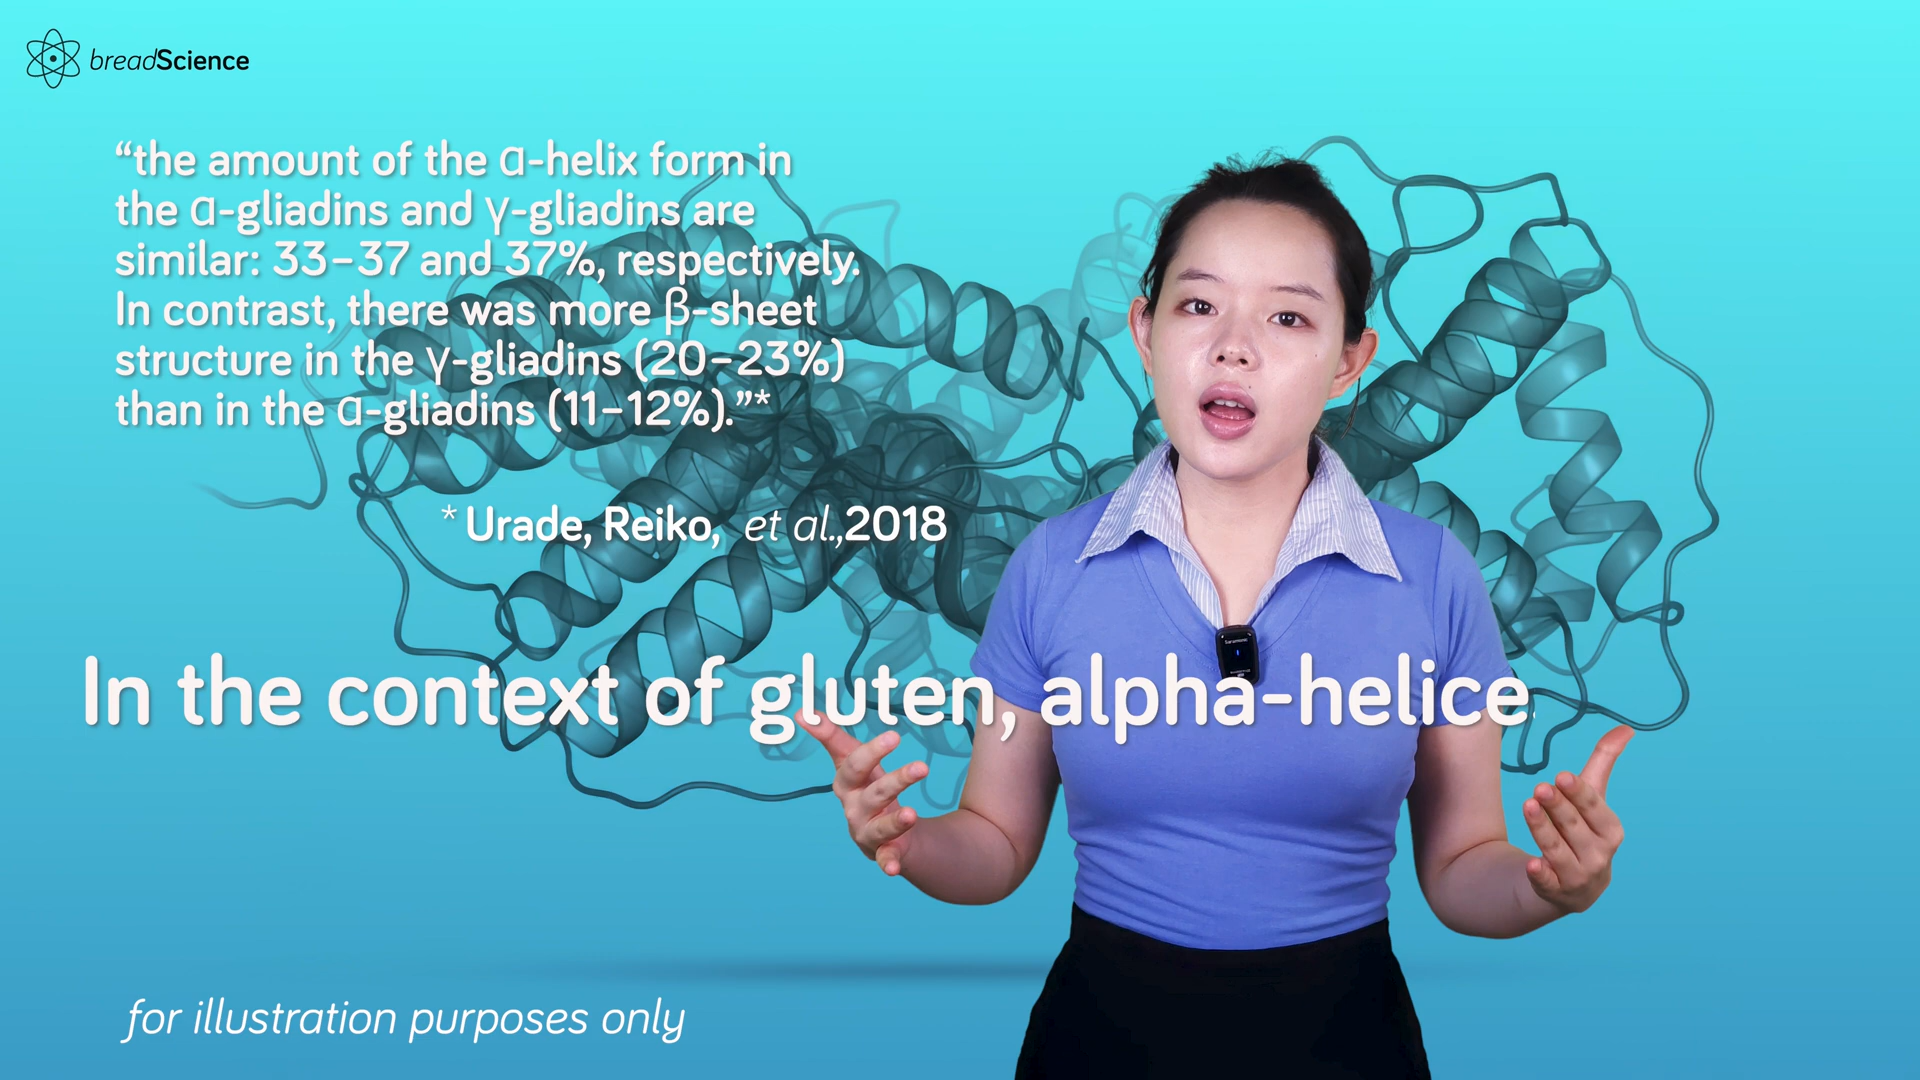 breadScience
“the amount of the α-helix form in
the α-gliadins and γ-gliadins are
similar: 33–37 and 37%, respectively.
In contrast, there was more β-sheet
structure in the γ-gliadins (20–23%)
than in the α-gliadins (11–12%).”*
* Urade, Reiko, et al.,2018
In the context of gluten, alpha-helice
for illustration purposes only